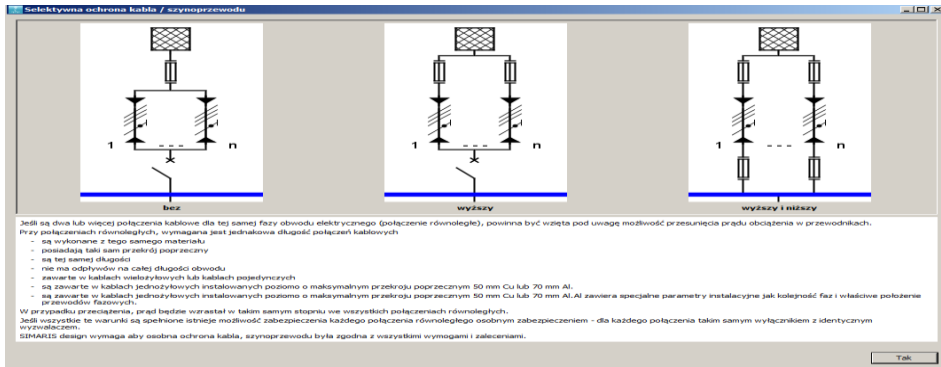 Selektywna ochrona kabla / szynoprzewodu
1 n
1 n
1 n
bez
wyższy
wyższy i niższy
Jeśli są dwa lub więcej połączenia kablowe dla tej samej fazy obwodu elektrycznego (połączenie równoległe), powinna być wzięta pod uwagę możliwość przesunięcia prądu obciążenia w przewodnikach.
Przy połączeniach równoległych, wymagana jest jednakowa długość połączeń kablowych
- są wykonane z tego samego materiału
- posiadają taki sam przekrój poprzeczny
- są tej samej długości
- nie ma odpływów na całej długości obwodu
- zawarte w kablach wielożyłowych lub kablach pojedynczych
- są zawarte w kablach jednożyłowych instalowanych poziomo o maksymalnym przekroju poprzecznym 50 mm Cu lub 70 mm Al.
- są zawarte w kablach jednożyłowych instalowanych poziomo o maksymalnym przekroju poprzecznym 50 mm Cu lub 70 mm Al.Al zawiera specjalne parametry instalacyjne jak kolejność faz i właściwe położenie
przewodów fazowych.
W przypadku przeciążenia, prąd będzie wzrastał w takim samym stopniu we wszystkich połączeniach równoległych.
Jeśli wszystkie te warunki są spełnione istnieje możliwość zabezpieczenia każdego połączenia równoległego osobnym zabezpieczeniem - dla każdego połączenia takim samym wyłącznikiem z identycznym
wyzwalaczem.
SIMARIS design wymaga aby osobna ochrona kabla, szynoprzewodu była zgodna z wszystkimi wymogami i zaleceniami.
Tak